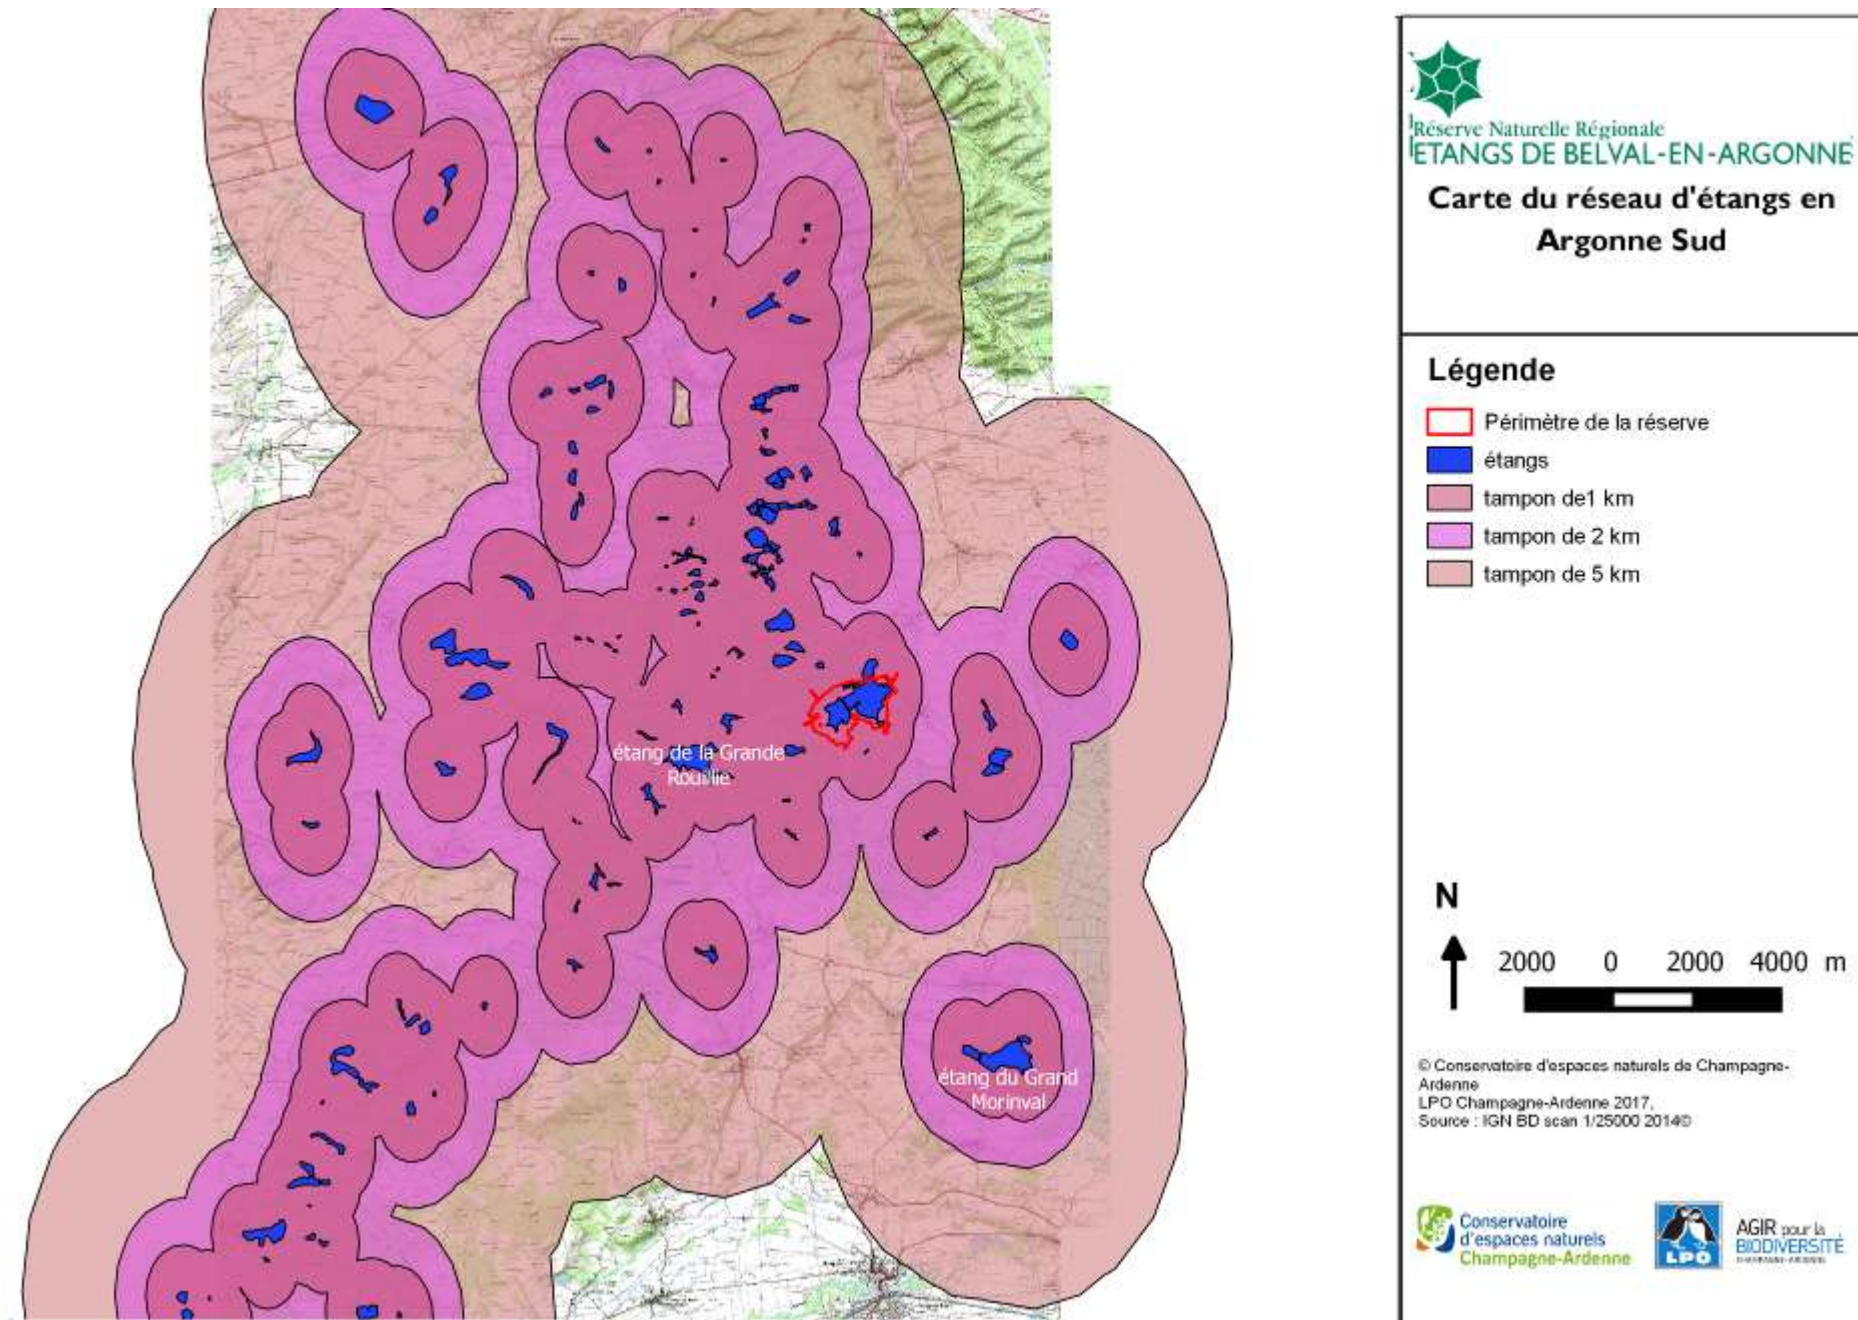 étang de la Grande
Rouillie
étang du Grand
Morinval
Réserve Naturelle Régionale
ETANGS DE BELVAL-EN-ARGONNE
Carte du réseau d'étangs en
Argonne Sud
Légende
Périmètre de la réserve
étangs
tampon de1 km
tampon de 2 km
tampon de 5 km
N
2000 0 2000 4000 m
© Conservatoire d'espaces naturels de Champagne-
Ardenne
LPO Champagne-Ardenne 2017,
Source : IGN BD scan 1/25000 2014©
Conservatoire
d'espaces naturels
Champagne-Ardenne
LPO
AGIR pour la
BIODIVERSITÉ
CHAMPAGNE-ARDENNE